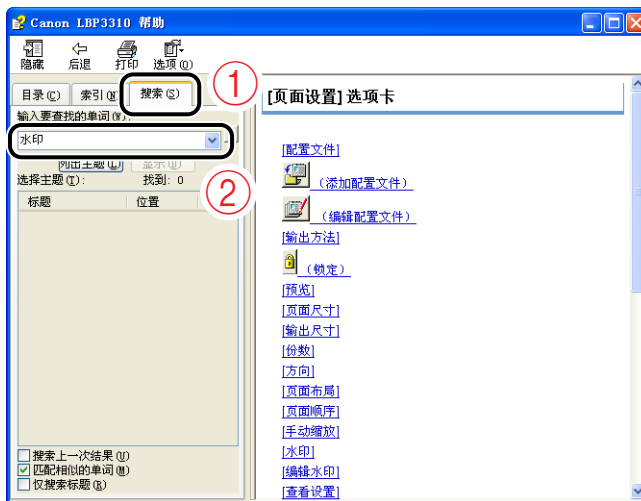 Canon LBP3310 帮助
隐藏 后退 打印 选项(O)
目录(C) 索引(N) 搜索(S)
①
输入要查找的单词(W):
水印
列出主题(L) 显示(D)
选择主题(T): 找到: 0
②
标题 位置
搜索上一次结果(U)
匹配相似的单词(M)
仅搜索标题(R)
[页面设置]选项卡
[配置文件]
(添加配置文件)
(编辑配置文件)
[输出方法]
(锁定)
[预览]
[页面尺寸]
[输出尺寸]
[份数]
[方向]
[页面布局]
[页面顺序]
[手动缩放]
[水印]
[编辑水印]
[查看设置]